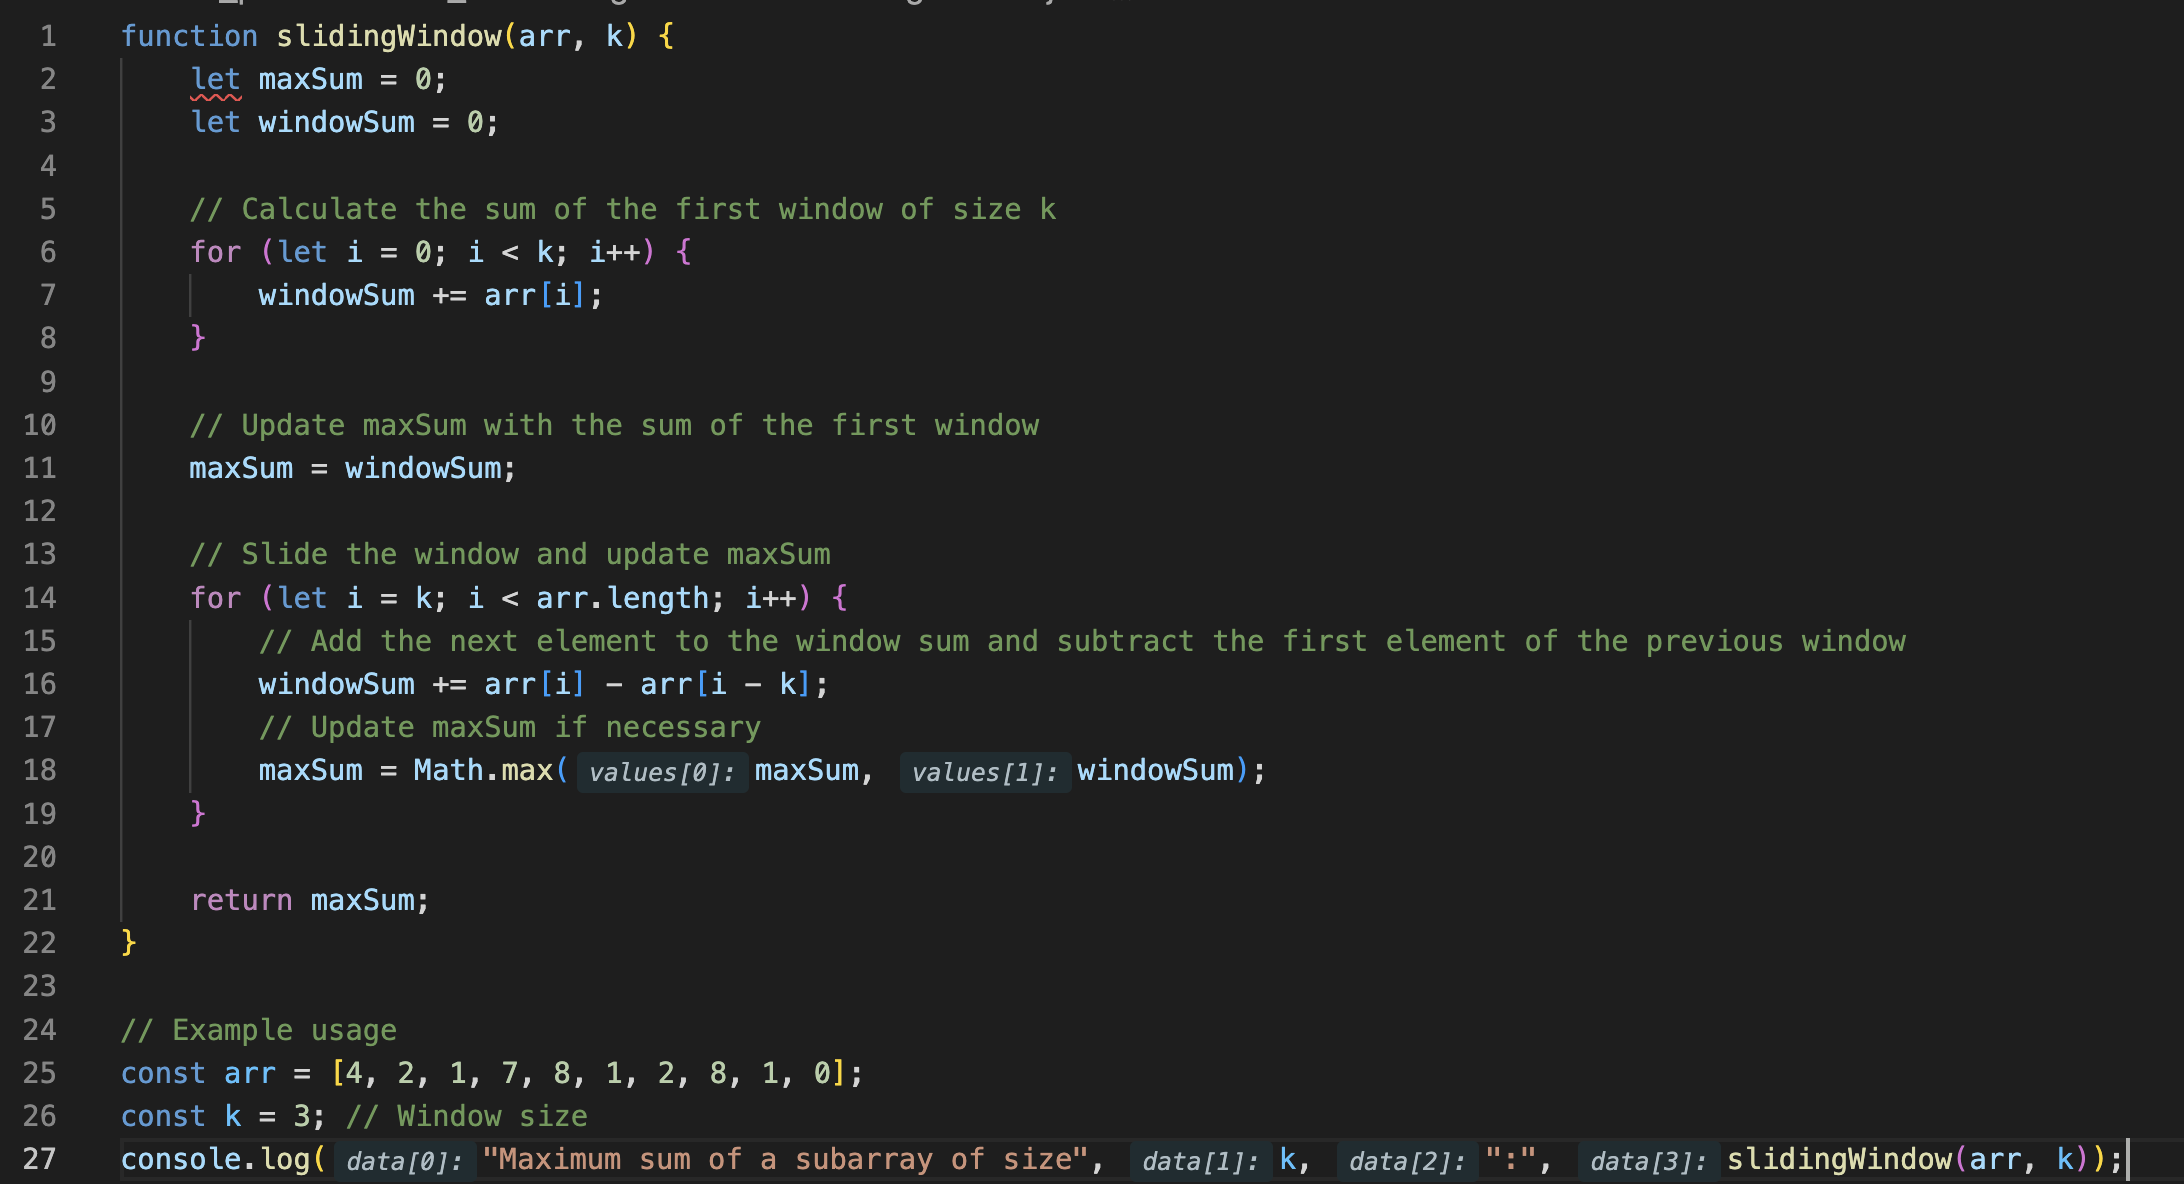 1 function slidingWindow(arr, k) {
2 let maxSum = 0;
3 let windowSum = 0;
4
5 // Calculate the sum of the first window of size k
6 for (let i = 0; i < k; i++) {
7 windowSum += arr[i];
8 }
9
10 // Update maxSum with the sum of the first window
11 maxSum = windowSum;
12
13 // Slide the window and update maxSum
14 for (let i = k; i < arr.length; i++) {
15 // Add the next element to the window sum and subtract the first element of the previous window
16 windowSum += arr[i] - arr[i - k];
17 // Update maxSum if necessary
18 maxSum = Math.max( values[0]: maxSum, values[1]: windowSum);
19 }
20
21 return maxSum;
22 }
23
24 // Example usage
25 const arr = [4, 2, 1, 7, 8, 1, 2, 8, 1, 0];
26 const k = 3; // Window size
27 console.log( data[0]: "Maximum sum of a subarray of size", data[1]: k, data[2]: ":", data[3]: slidingWindow(arr, k));